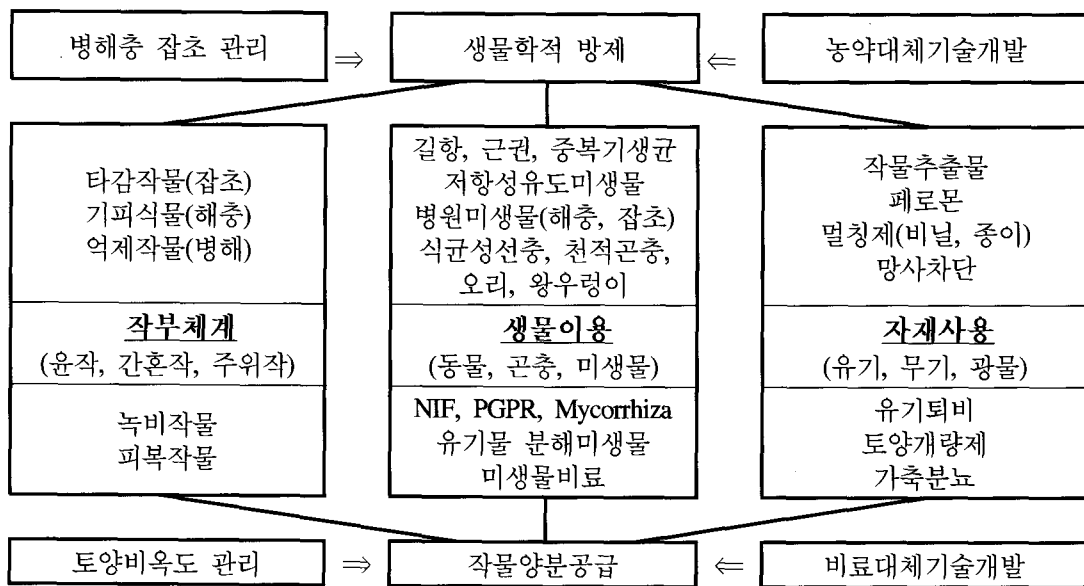 병해충 잡초 관리 ⇒ 생물학적 방제 ⇐ 농약대체기술개발
타감작물(잡초)
기피식물(해충)
억제작물(병해)
작부체계
(윤작, 간혼작, 주위작)
녹비작물
피복작물
길항, 근권, 중복기생균
저항성유도미생물
병원미생물(해충, 잡초)
식균성선충, 천적곤충,
오리, 왕우렁이
생물이용
(동물, 곤충, 미생물)
NIF, PGPR, Mycorrhiza
유기물 분해미생물
미생물비료
작물추출물
페로몬
멀칭제(비닐, 종이)
망사차단
자재사용
(유기, 무기, 광물)
유기퇴비
토양개량제
가축분뇨
토양비옥도 관리 ⇒ 작물양분공급 ⇐ 비료대체기술개발